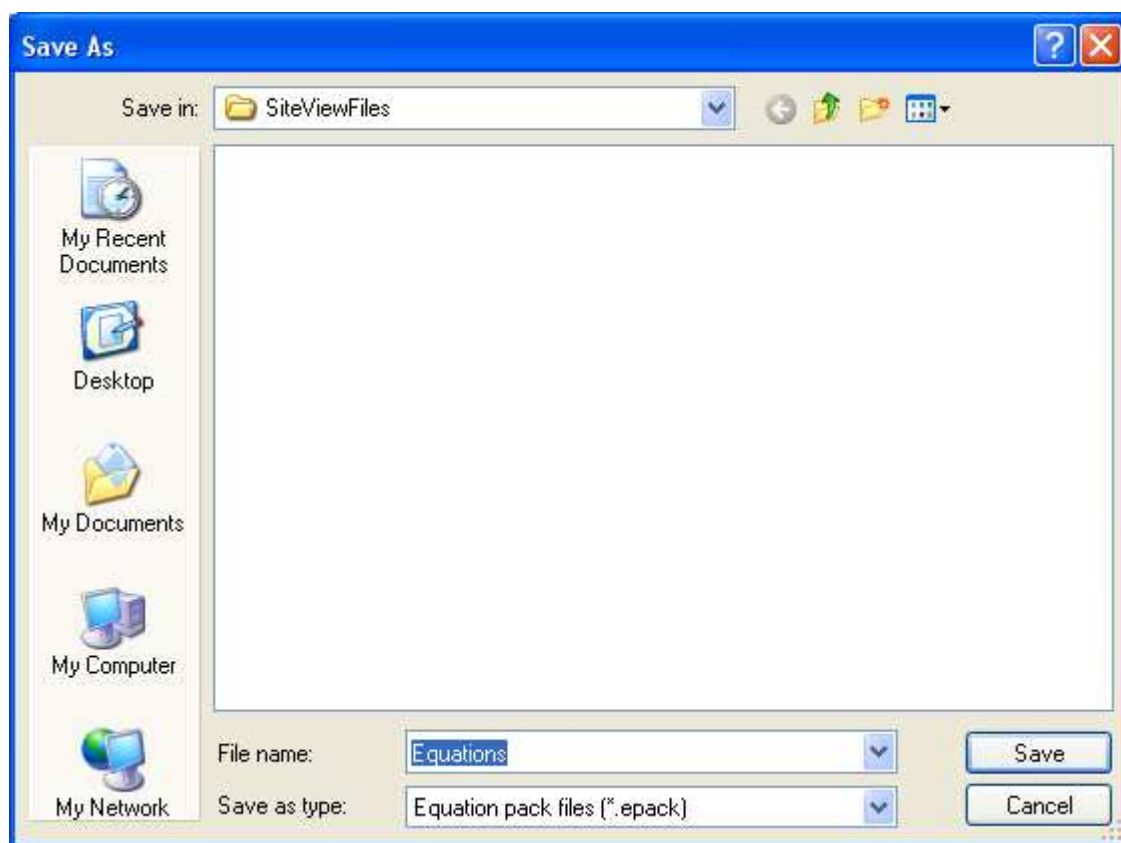 Save As
Save in:
SiteViewFiles
My Recent
Documents
Desktop
My Documents
My Computer
My Network
File name:
Equations
Save
Save as type:
Equation pack files (*.epack)
Cancel